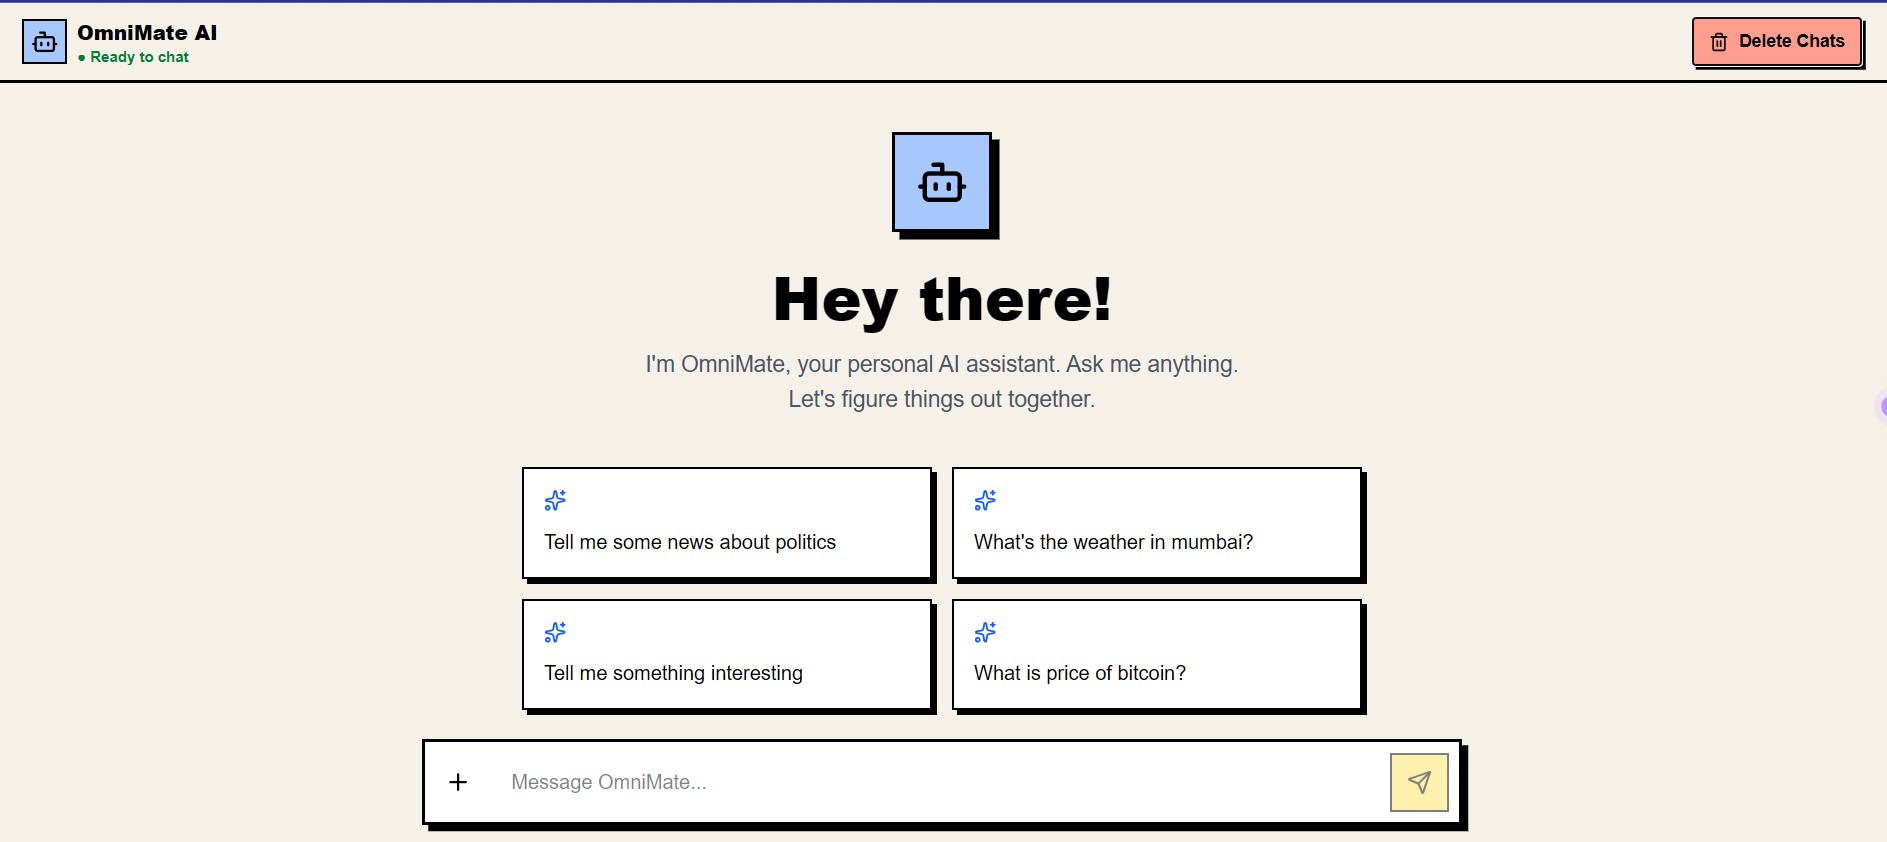 OmniMate AI
● Ready to chat
Delete Chats
Hey there!
I'm OmniMate, your personal AI assistant. Ask me anything.
Let's figure things out together.
Tell me some news about politics
What's the weather in mumbai?
Tell me something interesting
What is price of bitcoin?
Message OmniMate...